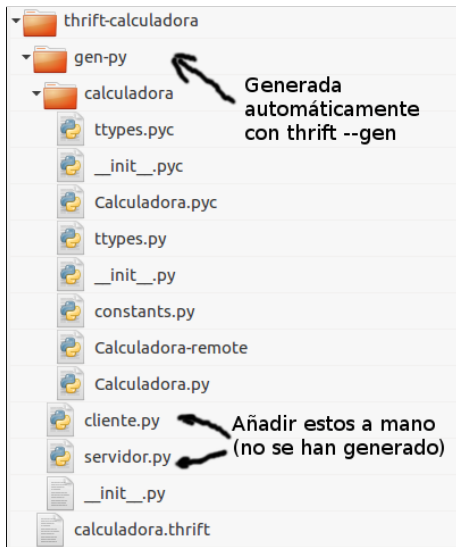 thrift-calculadora
gen-py
Generada
automáticamente
con thrift --gen
calculadora
ttypes.pyc
__init__.pyc
Calculadora.pyc
ttypes.py
__init__.py
constants.py
Calculadora-remote
Calculadora.py
cliente.py
Añadir estos a mano
(no se han generado)
servidor.py
__init__.py
calculadora.thrift